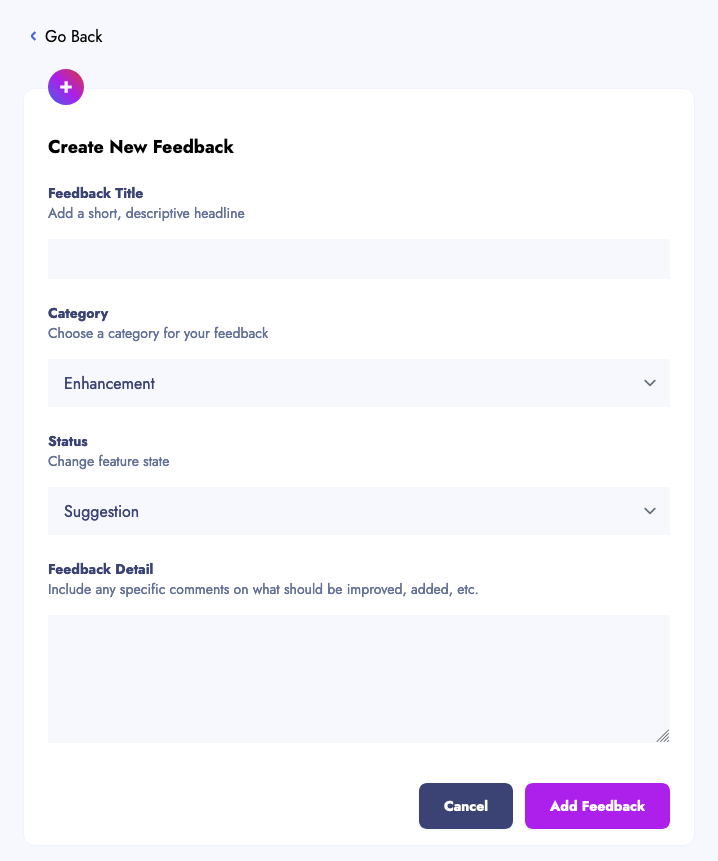 Go Back
Create New Feedback
Feedback Title
Add a short, descriptive headline
Category
Choose a category for your feedback
Enhancement
Status
Change feature state
Suggestion
Feedback Detail
Include any specific comments on what should be improved, added, etc.
Cancel
Add Feedback